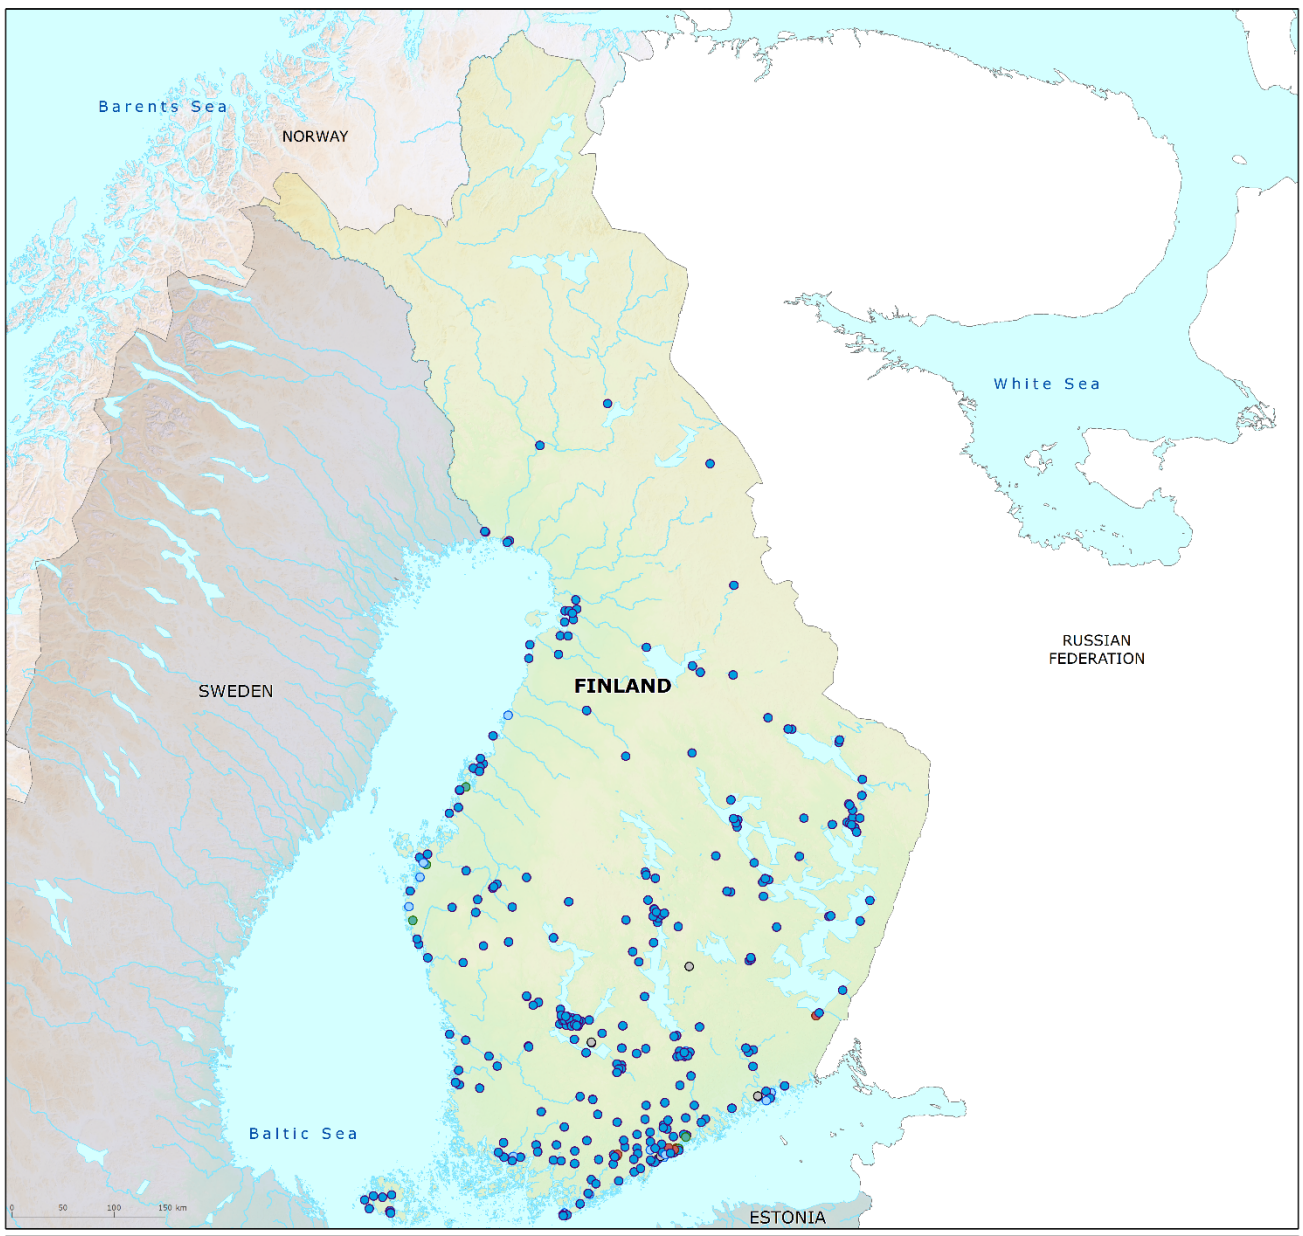 Barents Sea
NORWAY
White Sea
RUSSIAN
FEDERATION
FINLAND
SWEDEN
Baltic Sea
0 50 100 150 km
ESTONIA